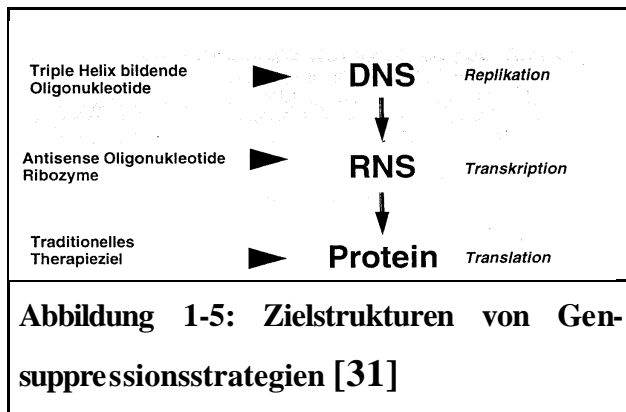 Triple Helix bildende
Oligonukleotide
DNS
Replikation
Antisense Oligonukleotide
Ribozyme
RNS
Transkription
Traditionelles
Therapieziel
Protein
Translation
Abbildung 1-5: Zielstrukturen von Gen-
suppressionsstrategien [31]